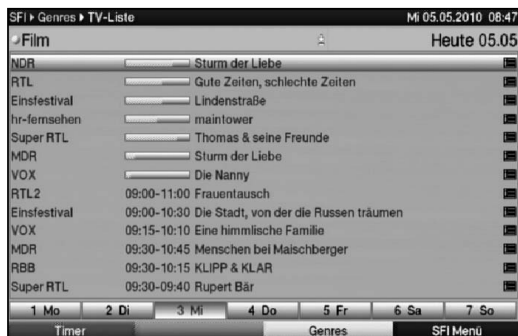 SFI ▸ Genres ▸ TV-Liste Mi 05.05.2010 08:47
Film Heute 05.05
NDR Sturm der Liebe
RTL Gute Zeiten, schlechte Zeiten
Einsfestival Lindenstraße
hr-fernsehen maintower
Super RTL Thomas & seine Freunde
MDR Sturm der Liebe
VOX Die Nanny
RTL2 09:00-11:00 Frauentausch
Einsfestival 09:00-10:30 Die Stadt, von der die Russen träumen
VOX 09:15-10:10 Eine himmlische Familie
MDR 09:30-10:45 Menschen bei Maischberger
RBB 09:30-10:15 KLIPP & KLAR
Super RTL 09:30-09:40 Rupert Bär
1 Mo 2 Di 3 Mi 4 Do 5 Fr 6 Sa 7 So
Timer Genres SFI Menü